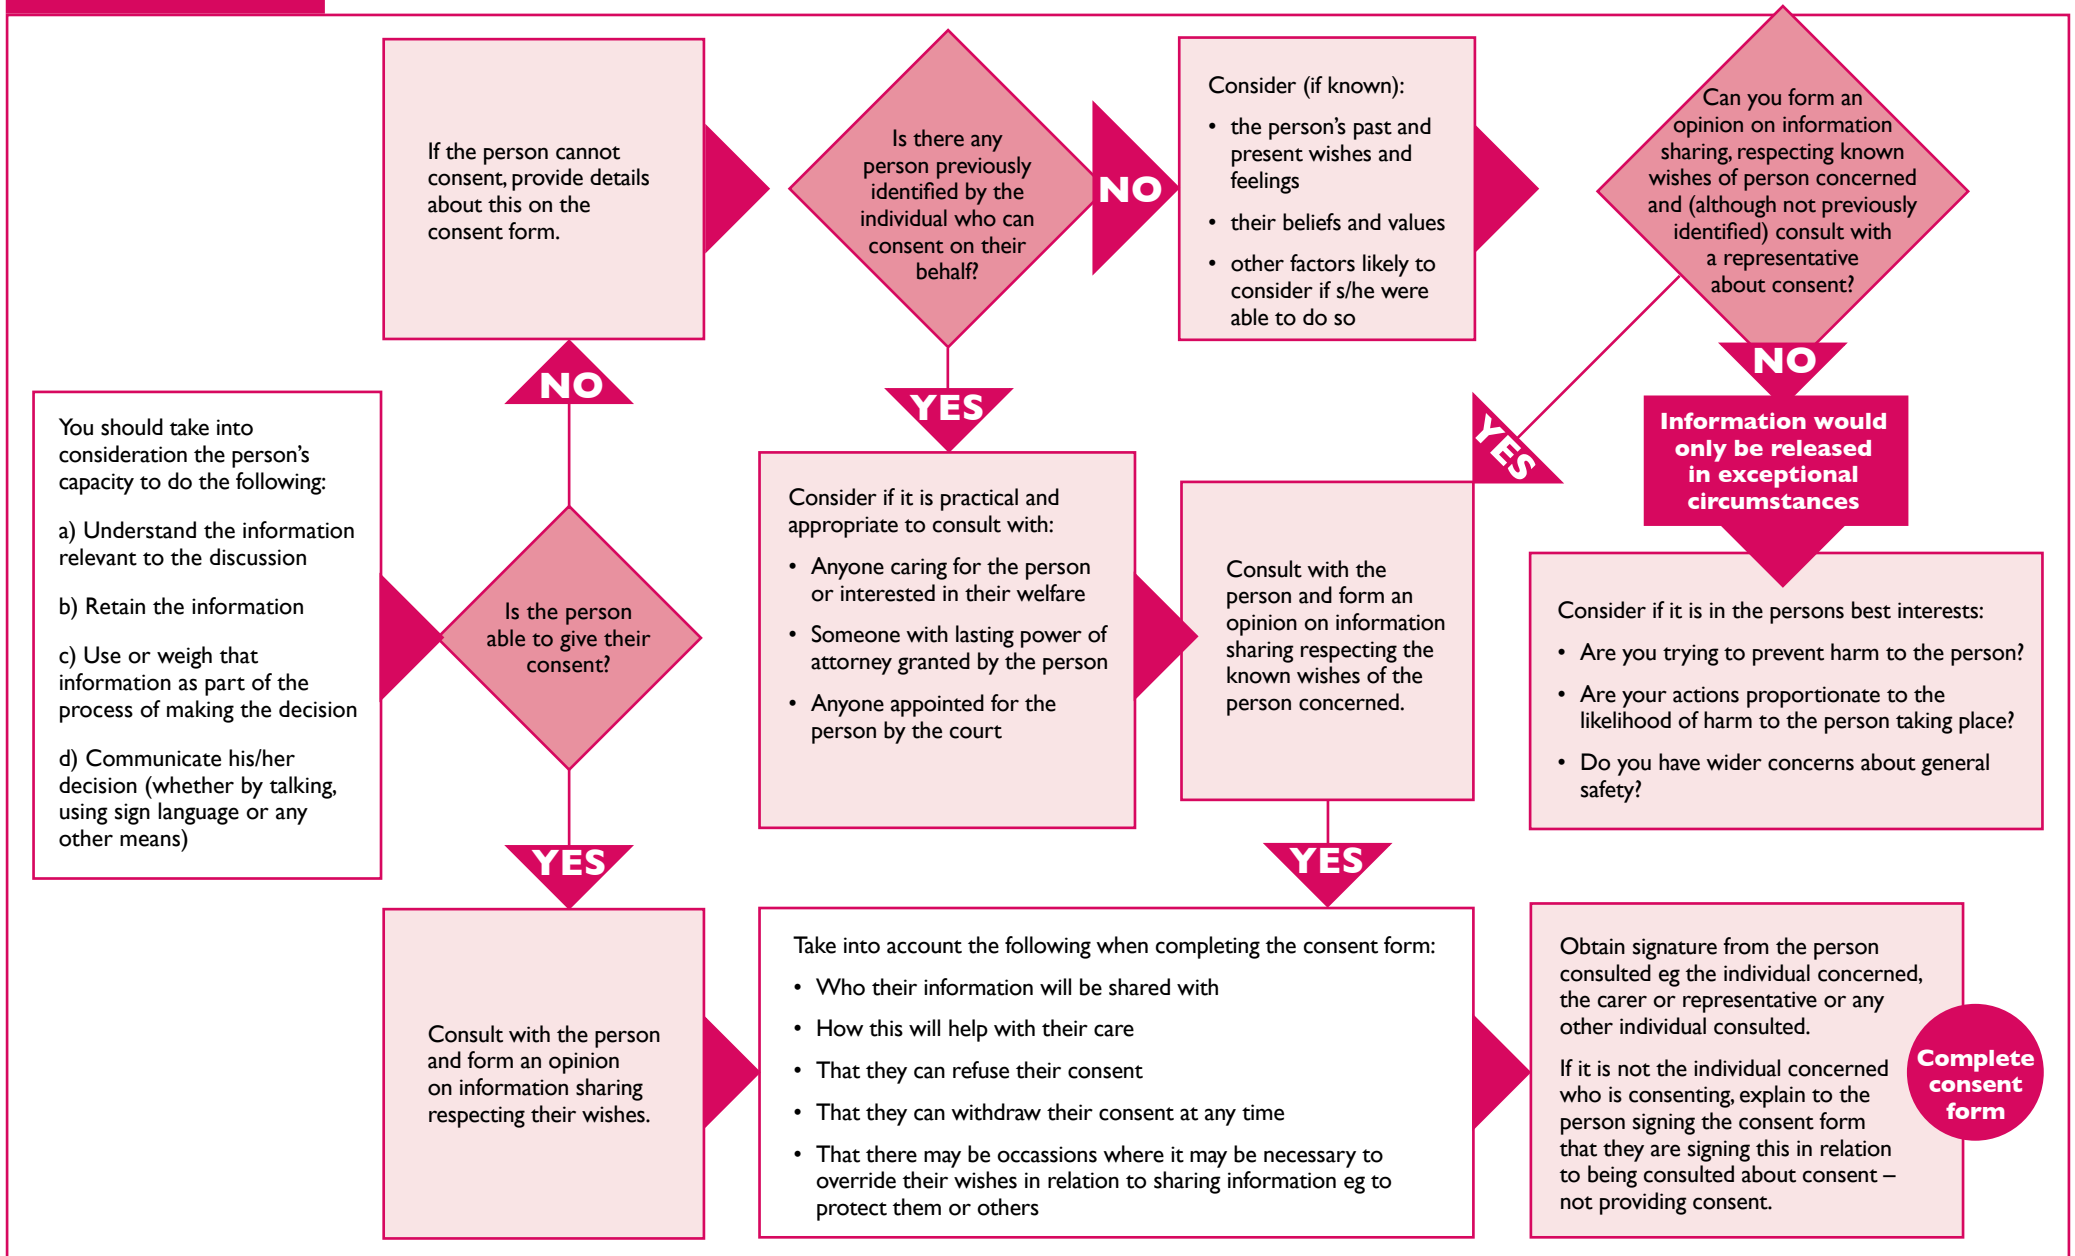 You should take into
consideration the person’s
capacity to do the following:
a) Understand the information
relevant to the discussion
b) Retain the information
c) Use or weigh that
information as part of the
process of making the decision
d) Communicate his/her
decision (whether by talking,
using sign language or any
other means)
Is the person
able to give their
consent?
NO
If the person cannot
consent, provide details
about this on the
consent form.
Is there any
person previously
identified by the
individual who can
consent on their
behalf?
NO
Consider (if known):
• the person’s past and
present wishes and
feelings
• their beliefs and values
• other factors likely to
consider if s/he were
able to do so
Can you form an
opinion on information
sharing, respecting known
wishes of person concerned
and (although not previously
identified) consult with
a representative
about consent?
NO
Information would
only be released
in exceptional
circumstances
Consider if it is in the persons best interests:
• Are you trying to prevent harm to the person?
• Are your actions proportionate to the
likelihood of harm to the person taking place?
• Do you have wider concerns about general
safety?
YES
YES
Consider if it is practical and
appropriate to consult with:
• Anyone caring for the person
or interested in their welfare
• Someone with lasting power of
attorney granted by the person
• Anyone appointed for the
person by the court
Consult with the
person and form an
opinion on information
sharing respecting the
known wishes of the
person concerned.
YES
YES
Consult with the person
and form an opinion
on information sharing
respecting their wishes.
Take into account the following when completing the consent form:
• Who their information will be shared with
• How this will help with their care
• That they can refuse their consent
• That they can withdraw their consent at any time
• That there may be occassions where it may be necessary to
override their wishes in relation to sharing information eg to
protect them or others
Obtain signature from the person
consulted eg the individual concerned,
the carer or representative or any
other individual consulted.
If it is not the individual concerned
who is consenting, explain to the
person signing the consent form
that they are signing this in relation
to being consulted about consent –
not providing consent.
Complete
consent
form